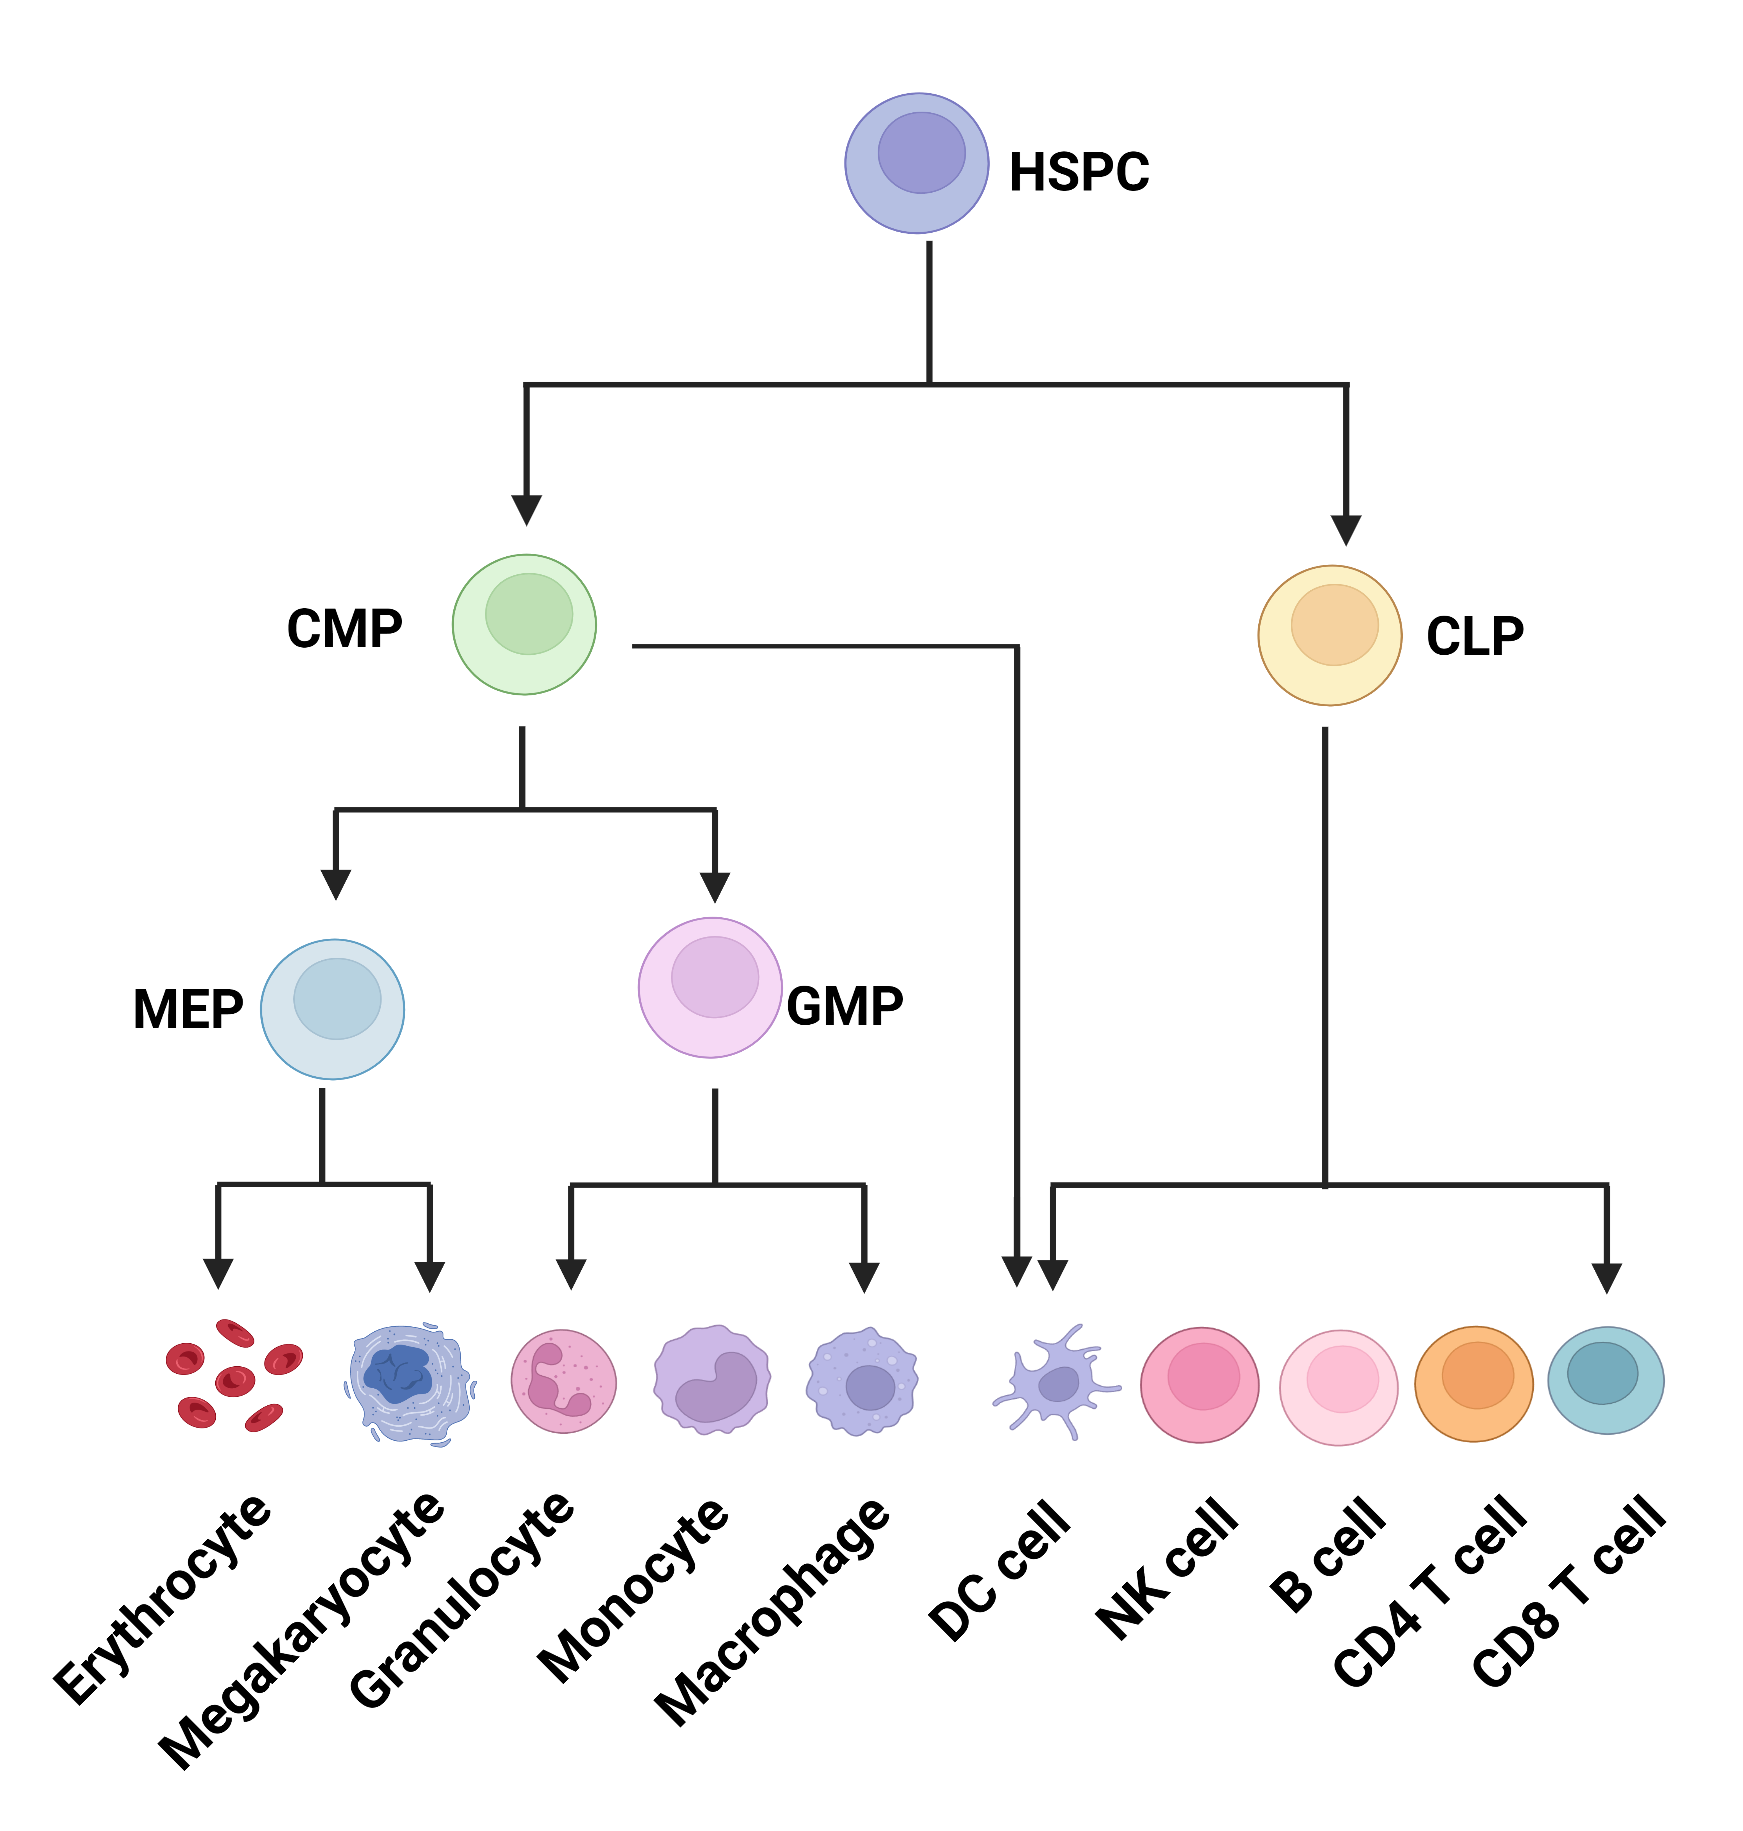 HSPC
CMP
CLP
MEP
GMP
Erythrocyte
Megakaryocyte
Granulocyte
Monocyte
Macrophage
DC cell
NK cell
B cell
CD4 T cell
CD8 T cell